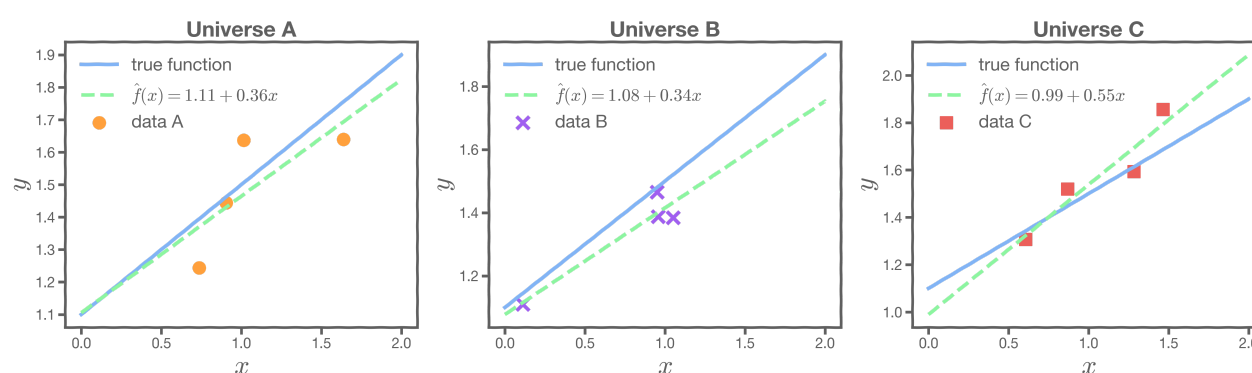 Universe A
1.9
1.8
1.7
1.6
1.5
1.4
1.3
1.2
1.1
y
true function
f̂(x) = 1.11 + 0.36x
data A
0.0 0.5 1.0 1.5 2.0
x
Universe B
1.8
1.6
1.4
1.2
y
true function
f̂(x) = 1.08 + 0.34x
data B
0.0 0.5 1.0 1.5 2.0
x
Universe C
2.0
1.8
1.6
1.4
1.2
1.0
y
true function
f̂(x) = 0.99 + 0.55x
data C
0.0 0.5 1.0 1.5 2.0
x